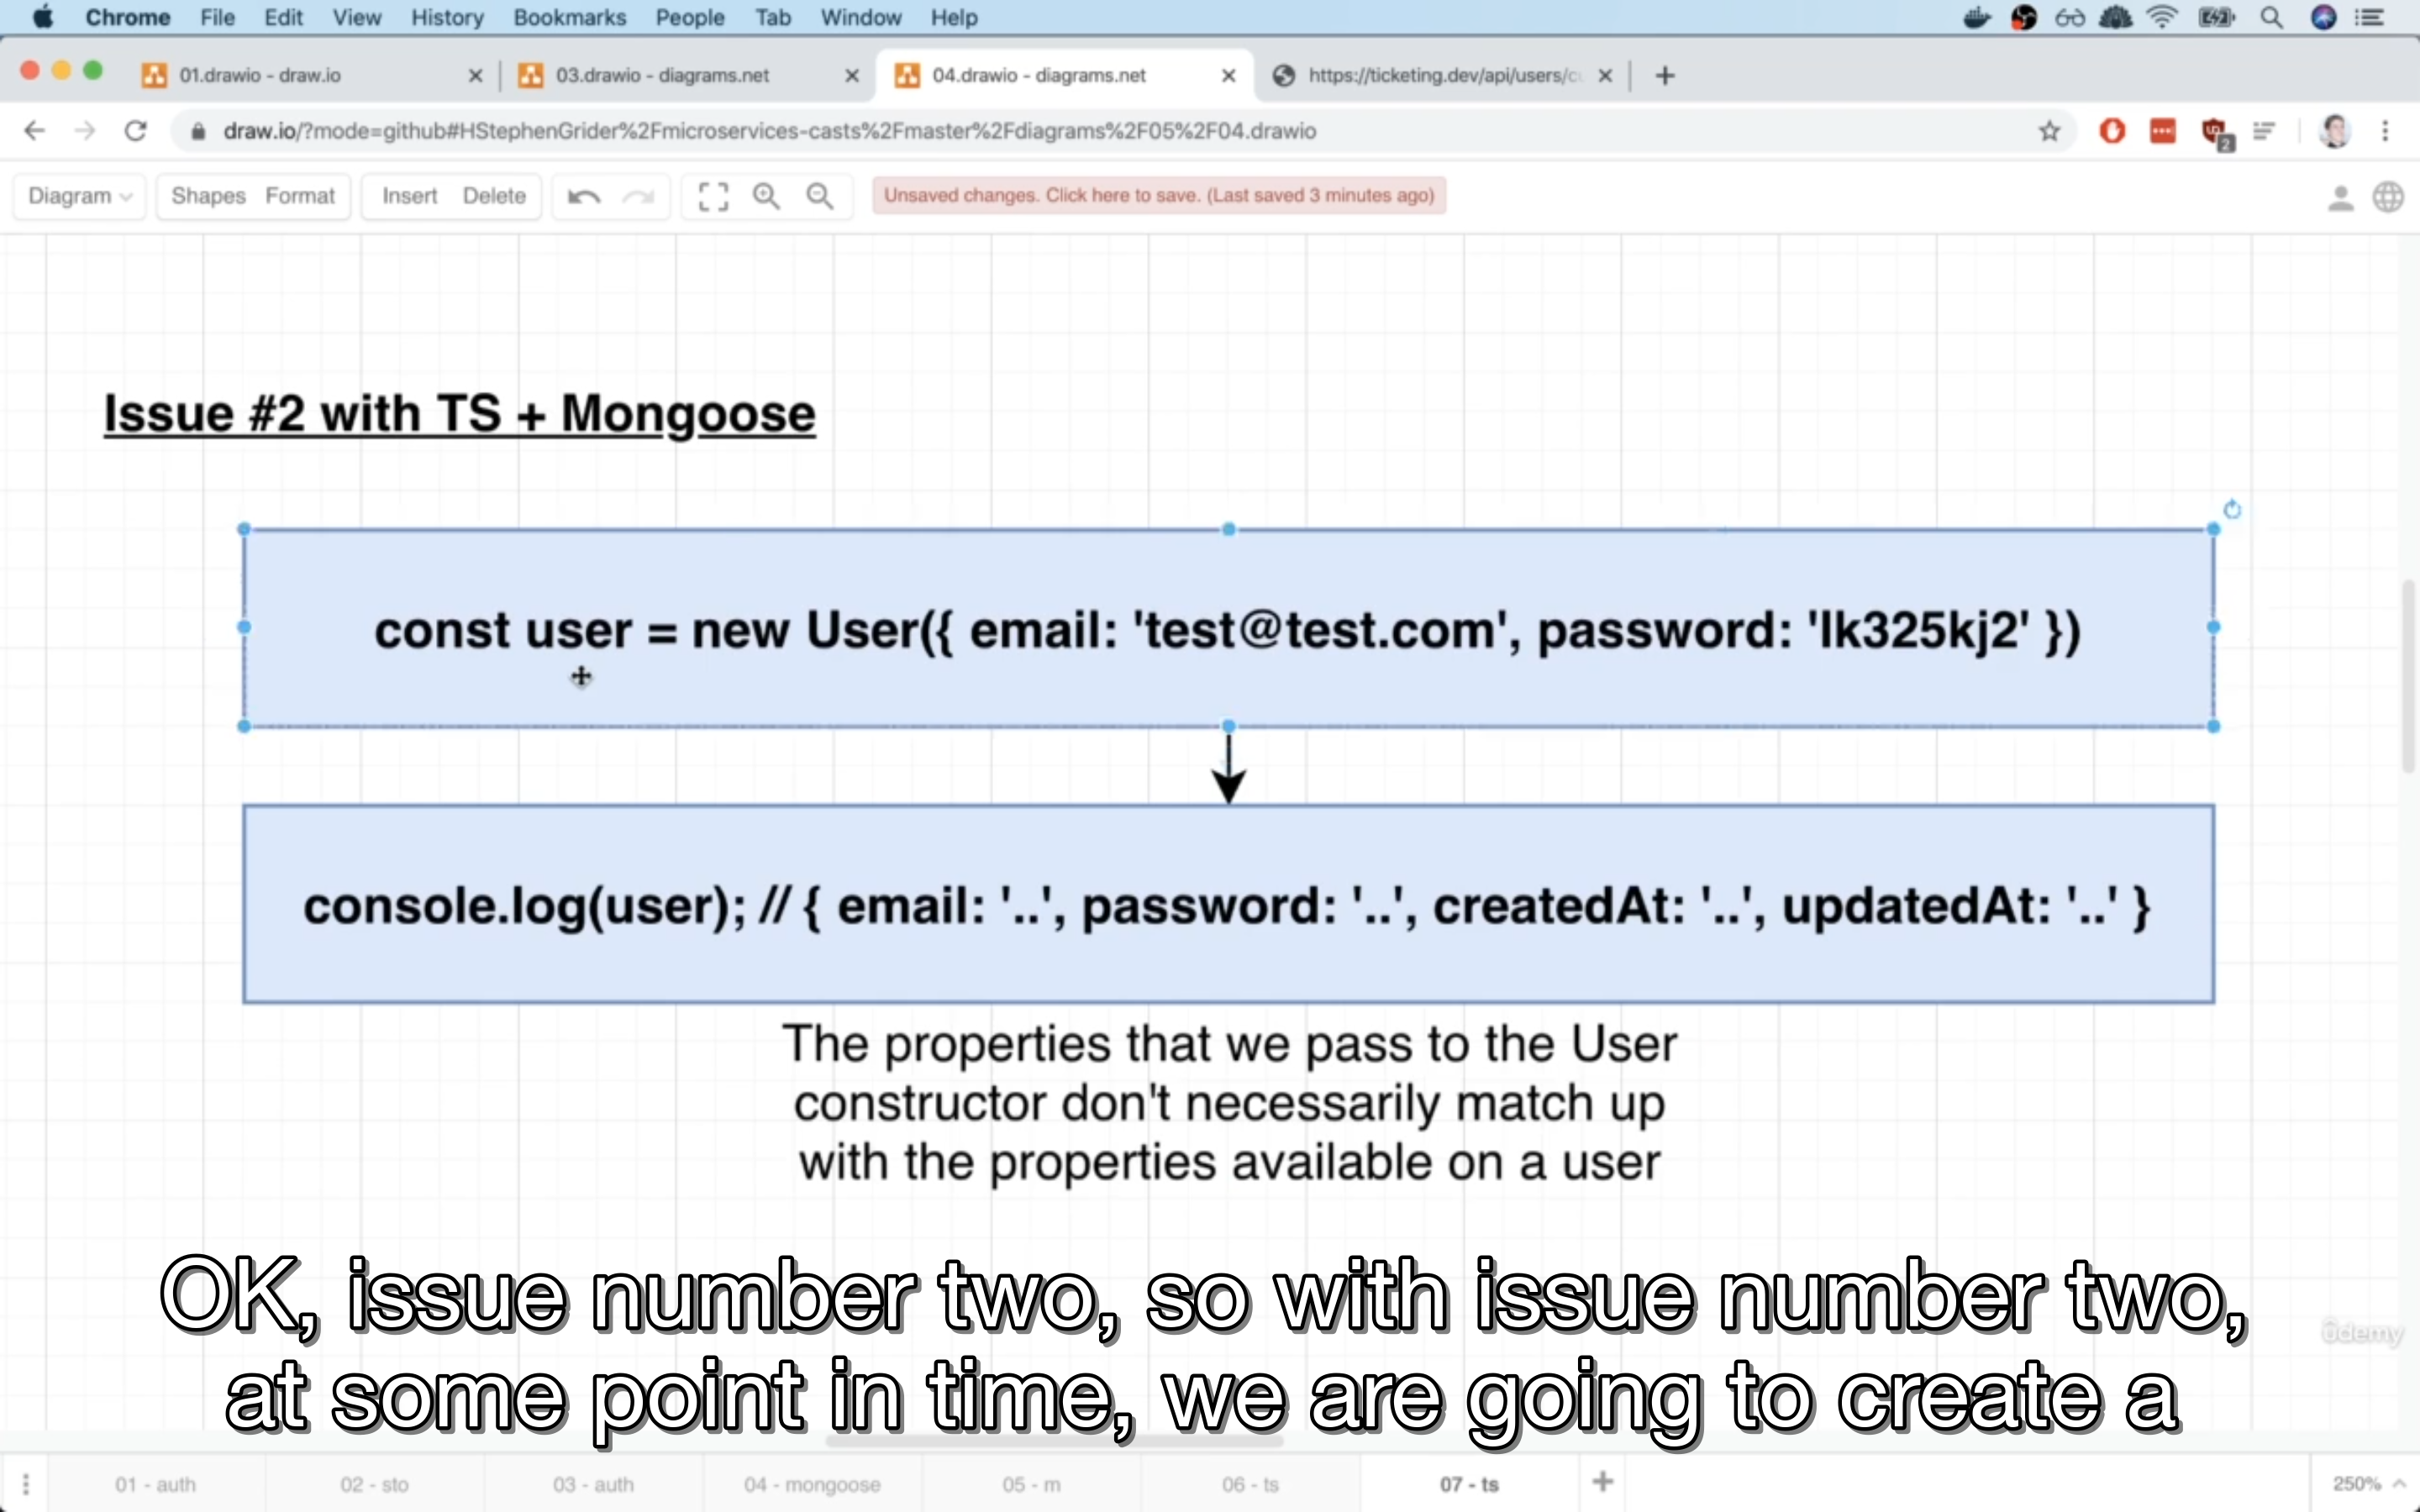 Chrome File Edit View History Bookmarks People Tab Window Help
01.drawio - draw.io
03.drawio - diagrams.net
04.drawio - diagrams.net
https://ticketing.dev/api/users/cu
draw.io/?mode=github#HStephenGrider%2Fmicroservices-casts%2Fmaster%2Fdiagrams%2F05%2F04.drawio
2
Diagram Shapes Format Insert Delete
Unsaved changes. Click here to save. (Last saved 3 minutes ago)
Issue #2 with TS + Mongoose
const user = new User({ email: 'test@test.com', password: 'lk325kj2' })
console.log(user); // { email: '..', password: '..', createdAt: '..', updatedAt: '..' }
The properties that we pass to the User
constructor don't necessarily match up
with the properties available on a user
OK, issue number two, so with issue number two,
at some point in time, we are going to create a
ûdemy
01 - auth
02 - sto
03 - auth
04 - mongoose
05 - m
06 - ts
07 - ts
250%